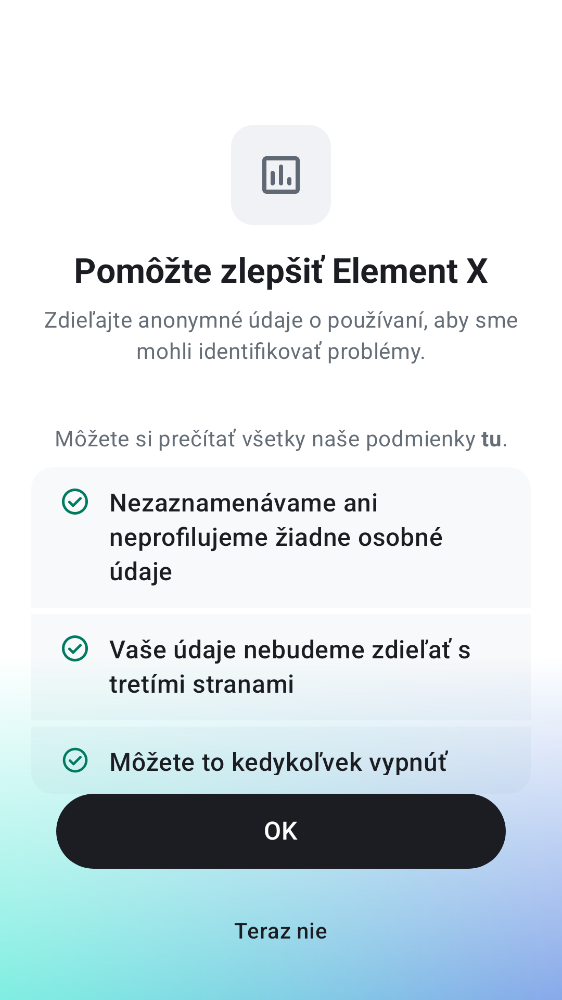 Pomôžte zlepšiť Element X
Zdieľajte anonymné údaje o používaní, aby sme
mohli identifikovať problémy.
Môžete si prečítať všetky naše podmienky tu.
Nezaznamenávame ani
neprofilujeme žiadne osobné
údaje
Vaše údaje nebudeme zdieľať s
tretími stranami
Môžete to kedykoľvek vypnúť
OK
Teraz nie